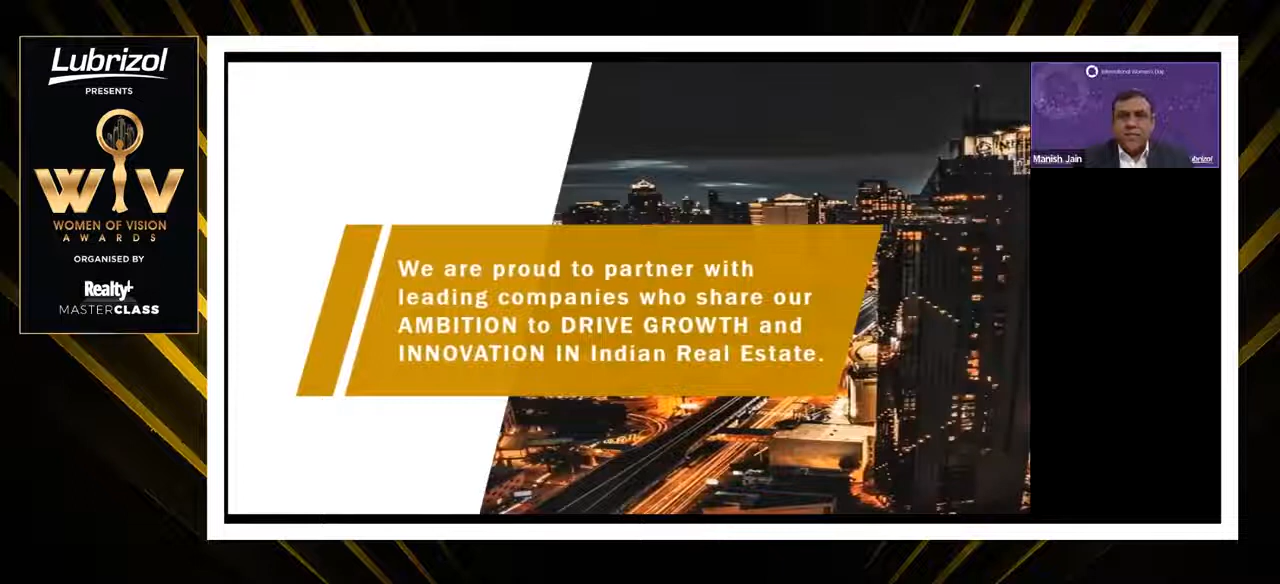 Lubrizol
PRESENTS
WIV
WOMEN OF VISION
AWARDS
ORGANISED BY
Realty+
MASTERCLASS
We are proud to partner with
leading companies who share our
AMBITION to DRIVE GROWTH and
INNOVATION IN Indian Real Estate.
International Women's Day
Manish Jain